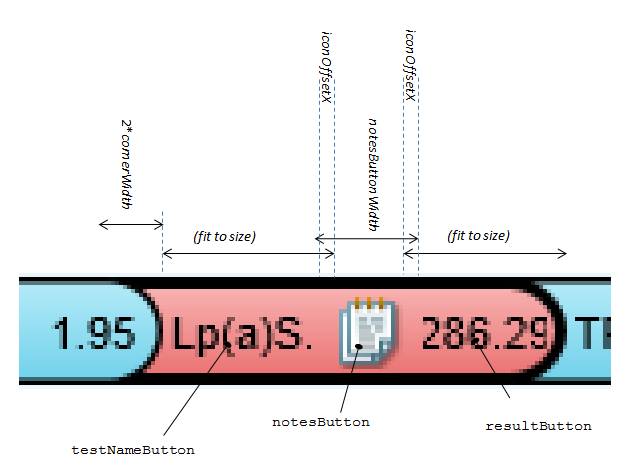 iconOffsetX
iconOffsetX
2* cornerWidth
notesButtonWidth
(fit to size)
(fit to size)
1.95 Lp(a)S. 286.29
notesButton
resultButton
testNameButton